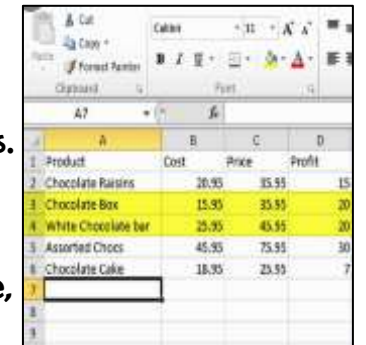 Cut
Calibri 11 A A
Copy
Paste
Format Painter
B I U A
Clipboard Font
A7
s.
A B C D
1 Product Cost Price Profit
2 Chocolate Raisins 20.95 35.95 15
3 Chocolate Box 15.95 35.95 20
4 White Chocolate bar 25.95 45.95 20
5 Assorted Chocs 45.95 75.95 30
e,
6 Chocolate Cake 18.95 25.95 7
7
8
9